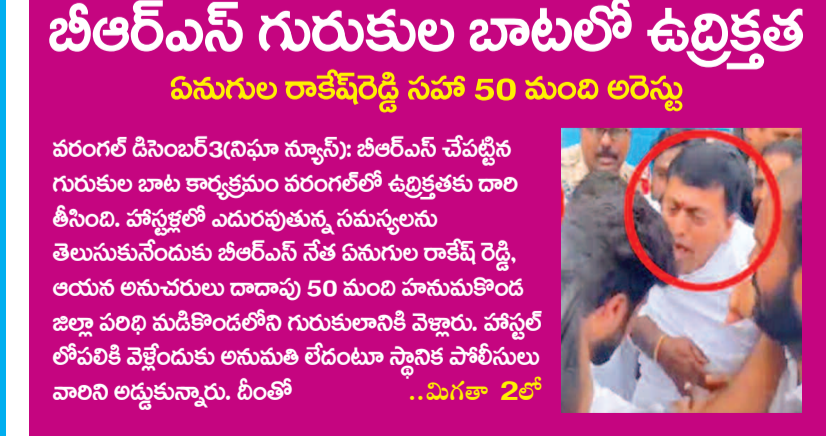 బీఆర్ఎస్ గురుకుల బాటలో ఉద్రిక్తత
ఏనుగుల రాకేష్‌రెడ్డి సహా 50 మంది అరెస్టు
వరంగల్ డిసెంబర్3(నిఘా న్యూస్): బీఆర్ఎస్ చేపట్టిన
గురుకుల బాట కార్యక్రమం వరంగల్‌లో ఉద్రిక్తతకు దారి
తీసింది. హాస్టళ్లలో ఎదురవుతున్న సమస్యలను
తెలుసుకునేందుకు బీఆర్ఎస్ నేత ఏనుగుల రాకేష్ రెడ్డి,
ఆయన అనుచరులు దాదాపు 50 మంది హనుమకొండ
జిల్లా పరిధి మడికొండలోని గురుకులానికి వెళ్లారు. హాస్టల్
లోపలికి వెళ్లేందుకు అనుమతి లేదంటూ స్థానిక పోలీసులు
వారిని అడ్డుకున్నారు. దీంతో ..మిగతా 2లో